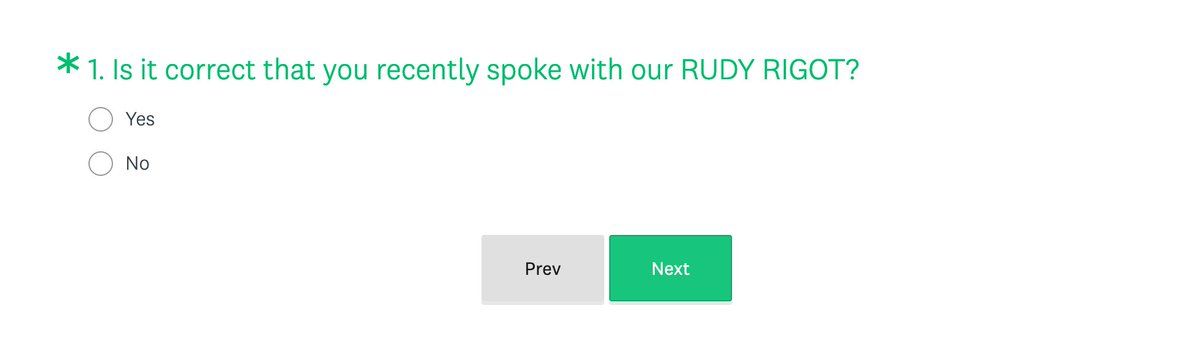 * 1. Is it correct that you recently spoke with our RUDY RIGOT?
Yes
No
Prev Next